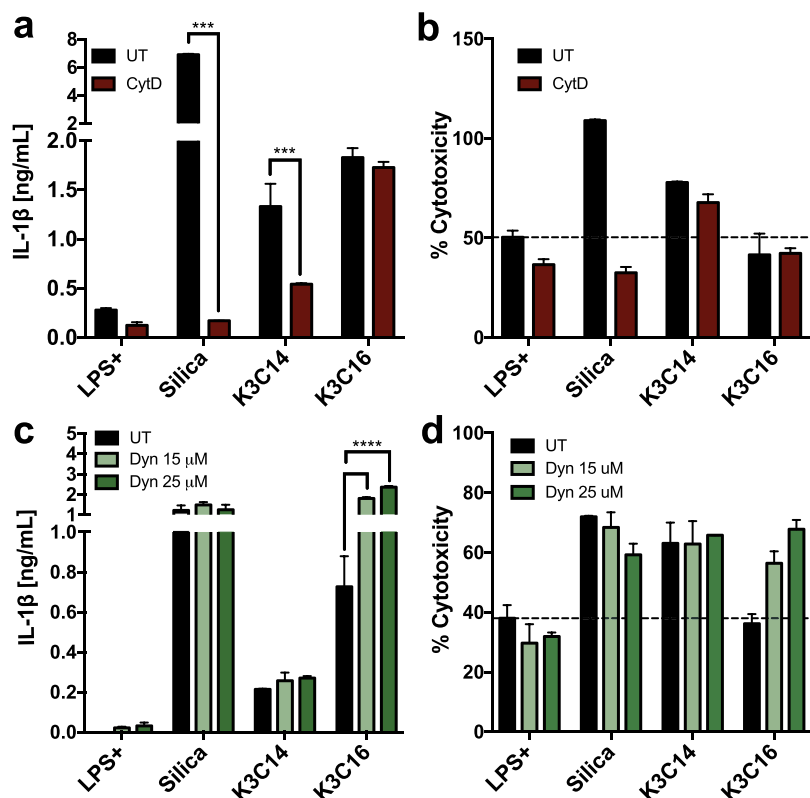 a
IL-1β [ng/mL]
8
6
4
2
2.0
1.5
1.0
0.5
0.0
UT
CytD
***
***
LPS+
Silica
K3C14
K3C16
b
% Cytotoxicity
150
100
50
0
UT
CytD
LPS+
Silica
K3C14
K3C16
c
IL-1β [ng/mL]
5
4
3
2
1
1.0
0.8
0.6
0.4
0.2
0.0
UT
Dyn 15 μM
Dyn 25 μM
****
LPS+
Silica
K3C14
K3C16
d
% Cytotoxicity
100
80
60
40
20
0
UT
Dyn 15 uM
Dyn 25 uM
LPS+
Silica
K3C14
K3C16